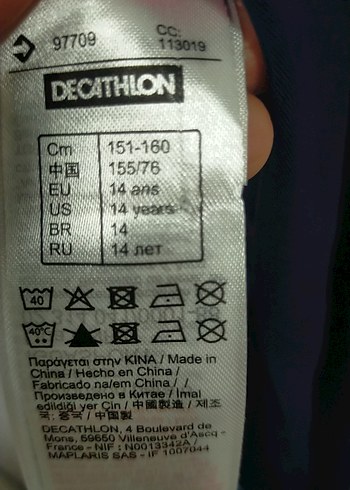 97709 CC: 113019
DECATHLON
Cm 151-160
中国 155/76
EU 14 ans
US 14 years
BR 14
RU 14 лет
40
40°C
Παράγεται στην KINA / Made in
China / Hecho en China /
Fabricado na/em China / /
Произведено в Китае / Imal
edildiği yer Çin / 中國製造 / 제조
국: 중국 / 中国製
DECATHLON, 4 Boulevard de
Mons, 59650 Villeneuve d'Ascq -
France - NIF : N0013342A /
MAPLARIS SAS - IF 1007044